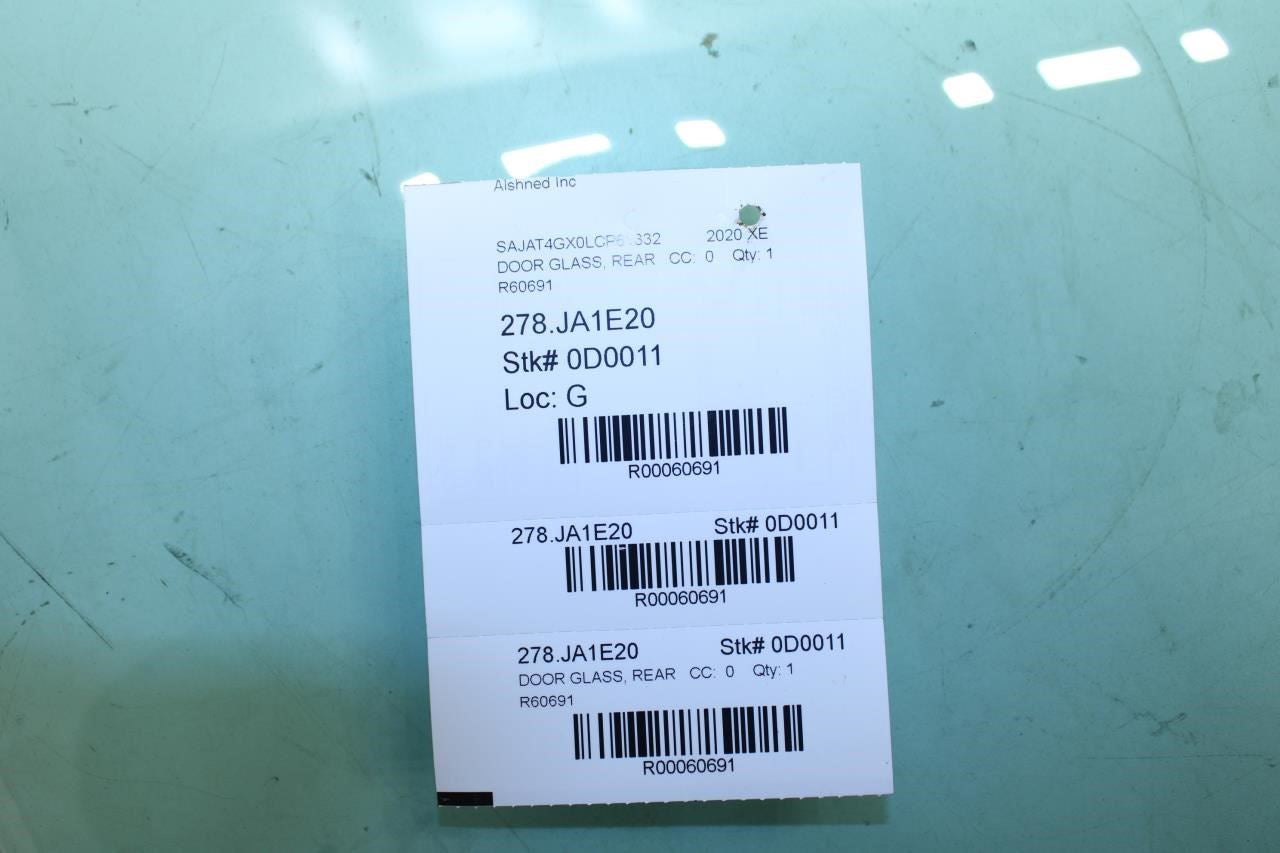 Alshned Inc
2020 XE
DOOR GLASS, REAR CC: 0 Qty: 1
R60691
278.JA1E20
Stk# 0D0011
Loc: G
R00060691
278.JA1E20 Stk# 0D0011
R00060691
278.JA1E20 Stk# 0D0011
DOOR GLASS, REAR CC: 0 Qty: 1
R60691
R00060691